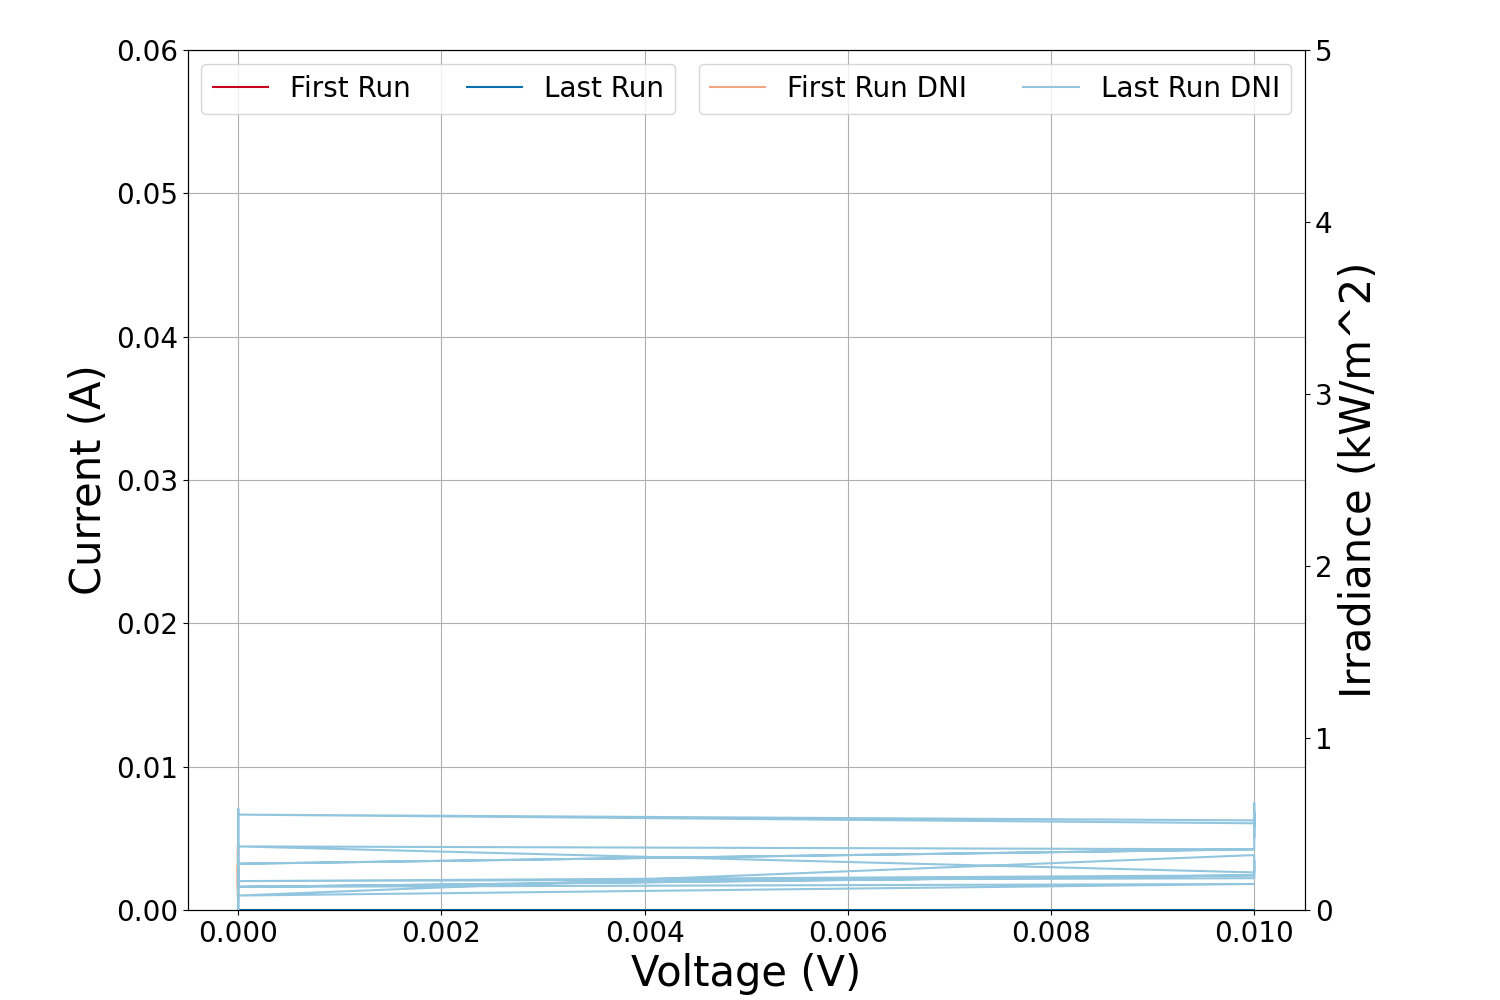 First Run
Last Run
First Run DNI
Last Run DNI
Current (A)
0.06
0.05
0.04
0.03
0.02
0.01
0.00
5
4
3
2
1
0
Irradiance (kW/m^2)
0.000 0.002 0.004 0.006 0.008 0.010
Voltage (V)